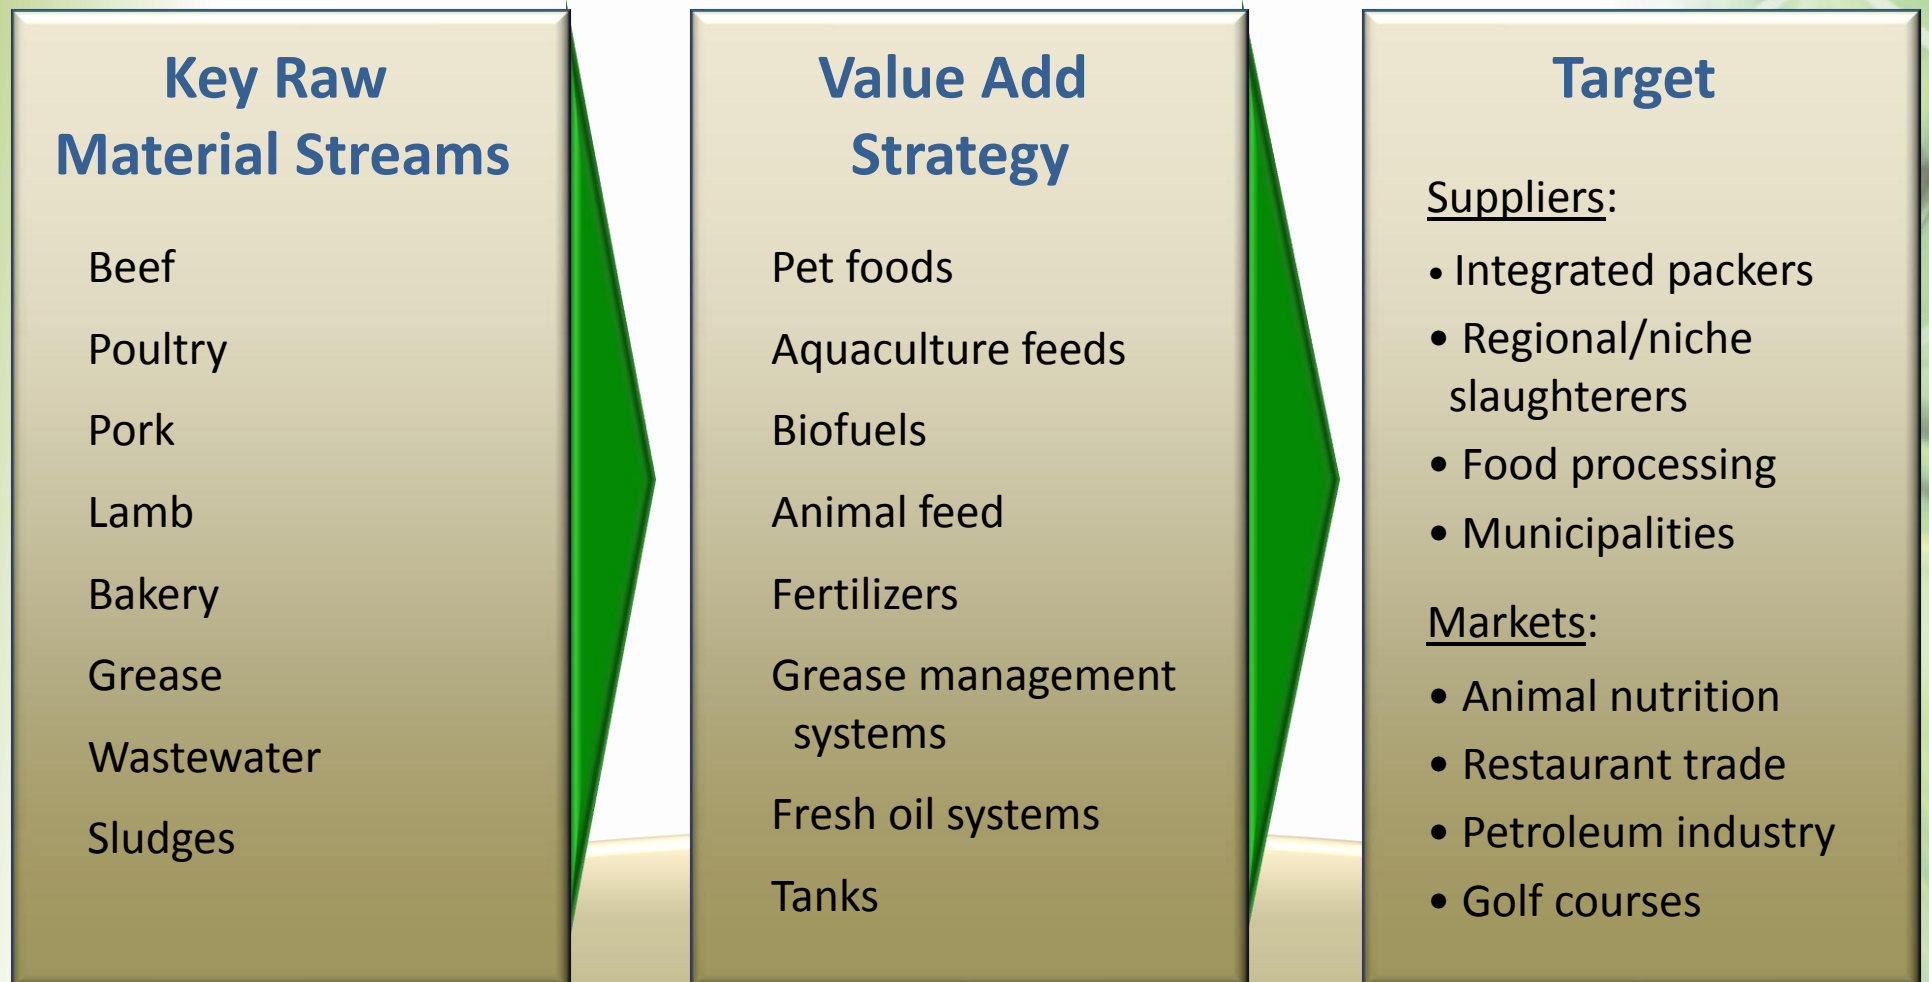 Key Raw
Material Streams
Beef
Poultry
Pork
Lamb
Bakery
Grease
Wastewater
Sludges
Value Add
Strategy
Pet foods
Aquaculture feeds
Biofuels
Animal feed
Fertilizers
Grease management
systems
Fresh oil systems
Tanks
Target
Suppliers:
• Integrated packers
• Regional/niche
slaughterers
• Food processing
• Municipalities
Markets:
• Animal nutrition
• Restaurant trade
• Petroleum industry
• Golf courses